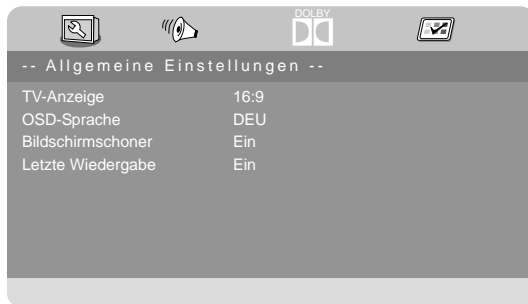 DOLBY
-- Allgemeine Einstellungen --
TV-Anzeige 16:9
OSD-Sprache DEU
Bildschirmschoner Ein
Letzte Wiedergabe Ein